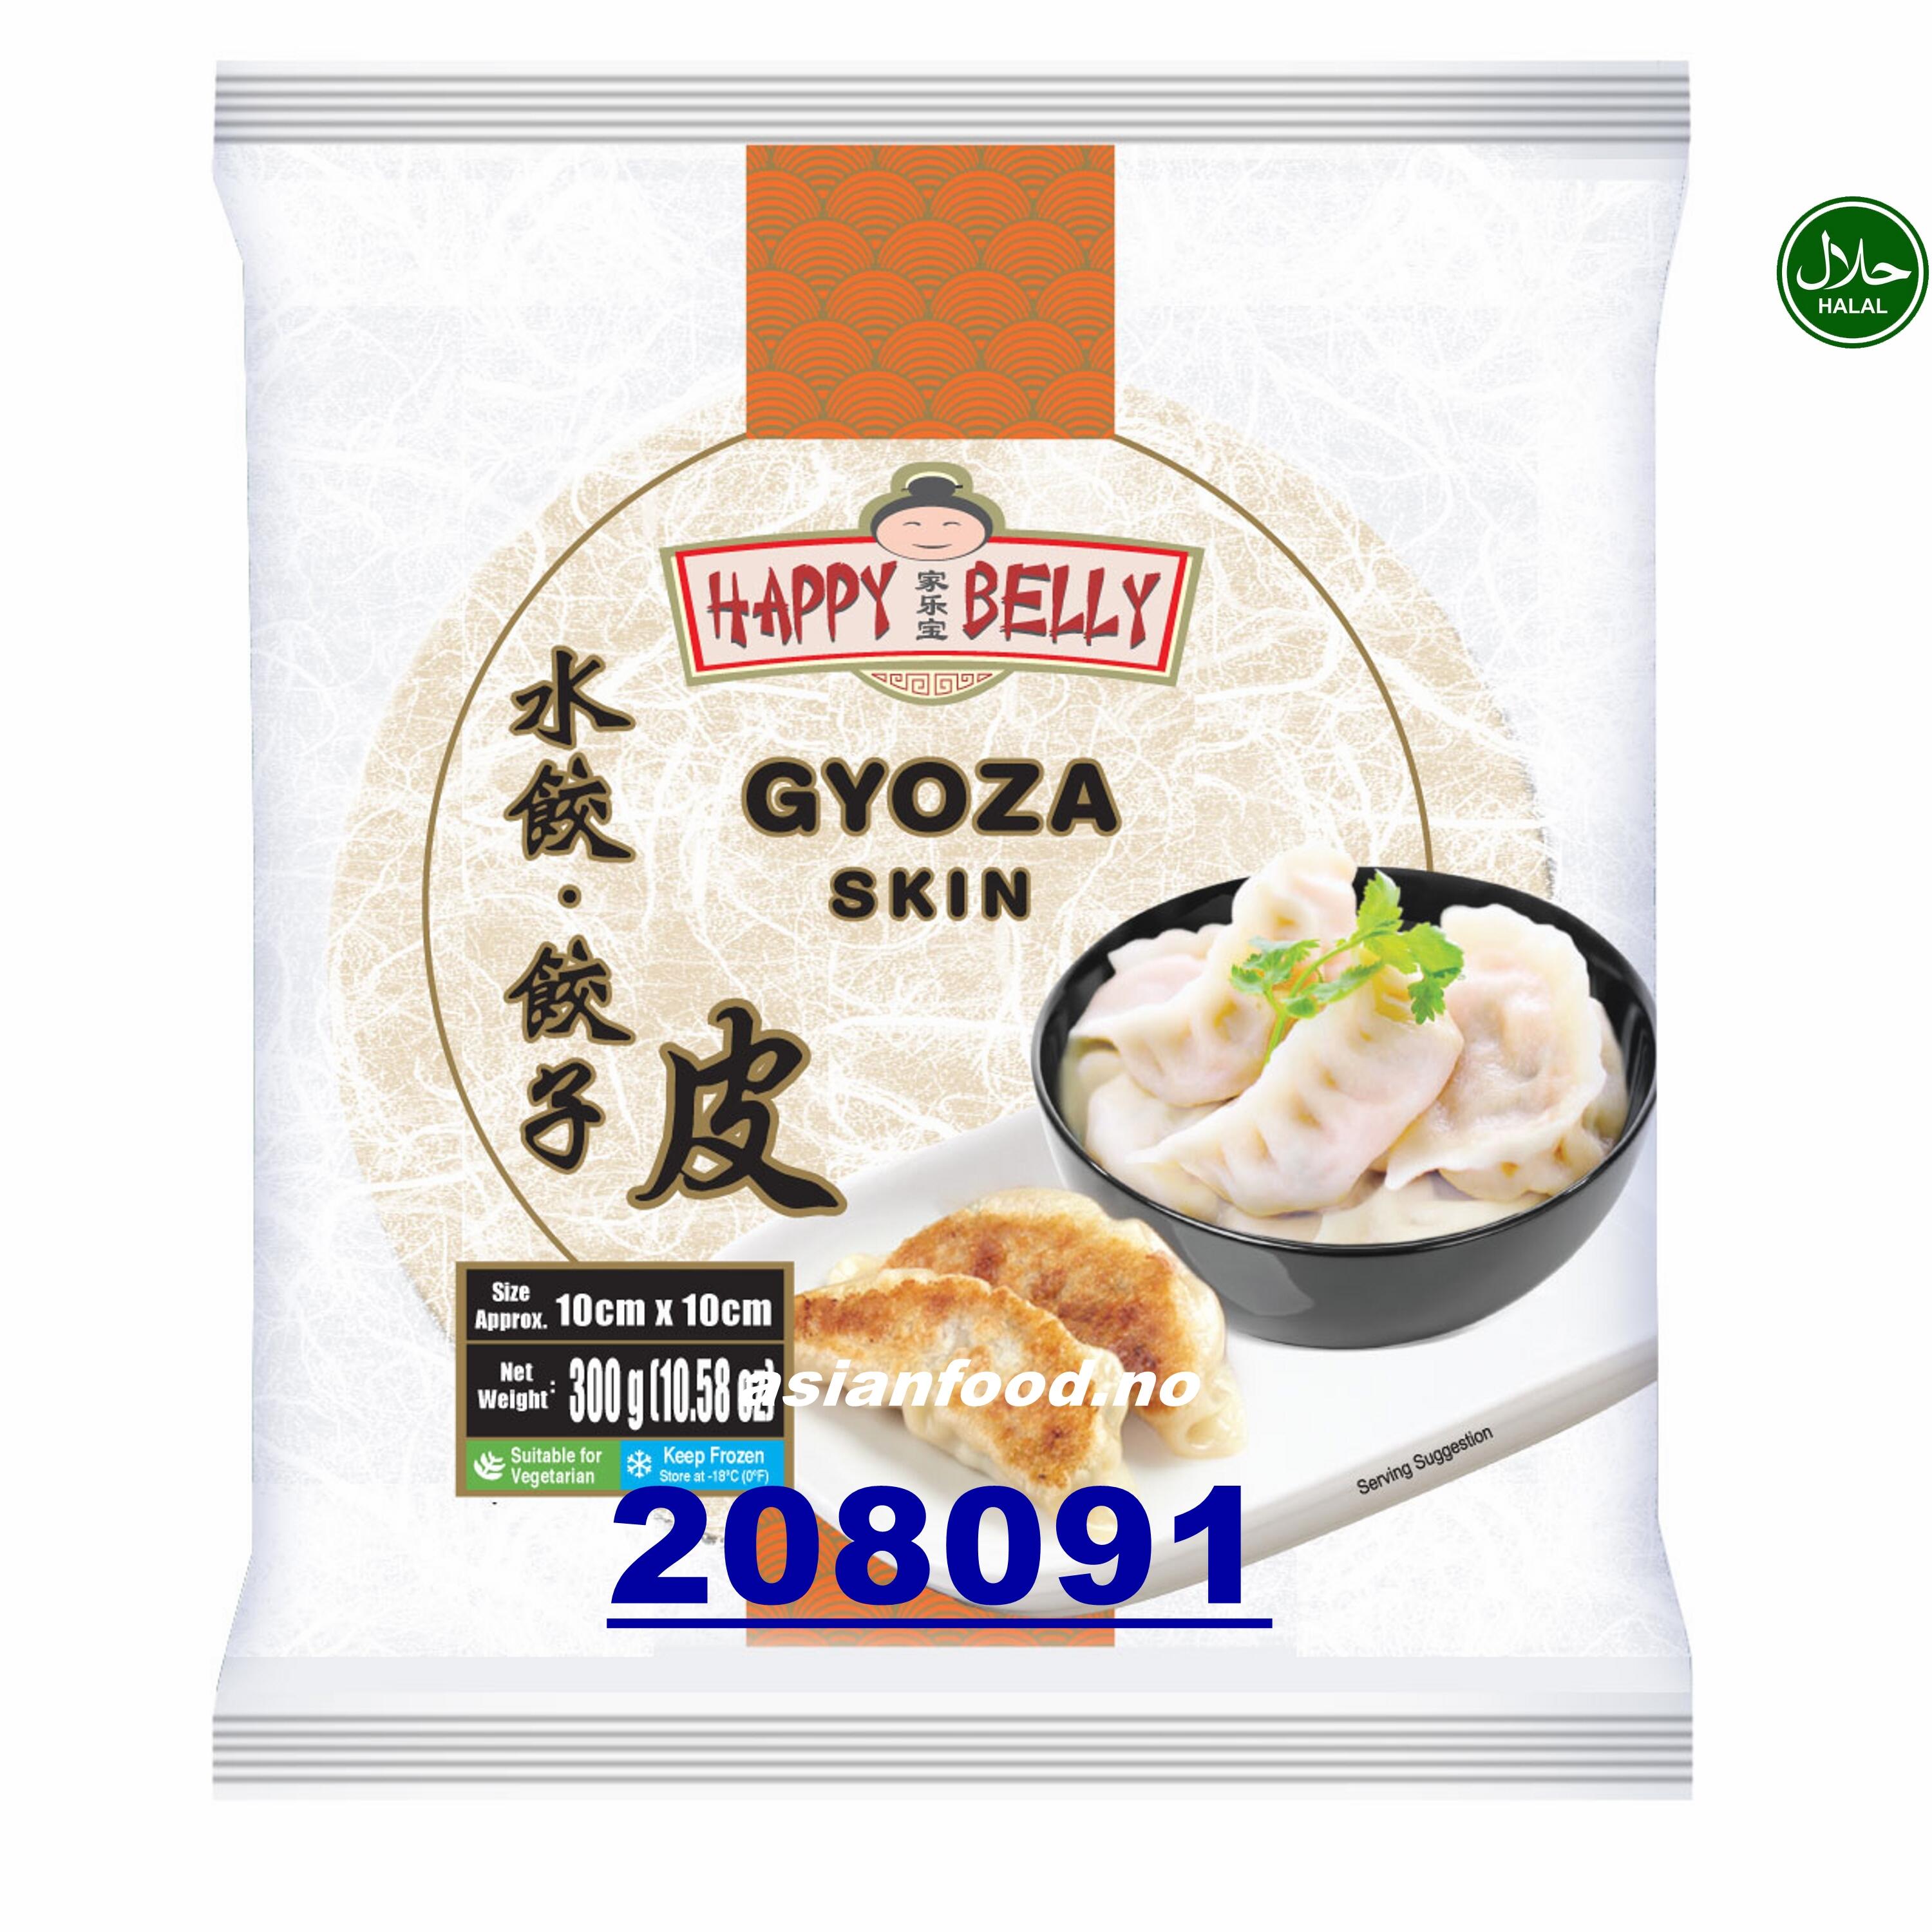 حلال
HALAL
HAPPY 家乐宝 BELLY
水餃·餃子皮
GYOZA
SKIN
Size Approx. 10cm x 10cm
Net Weight : 300 g (10.58 oz)
asianfood.no
Suitable for Vegetarian
Keep Frozen
Store at -18°C (0°F)
Serving Suggestion
208091